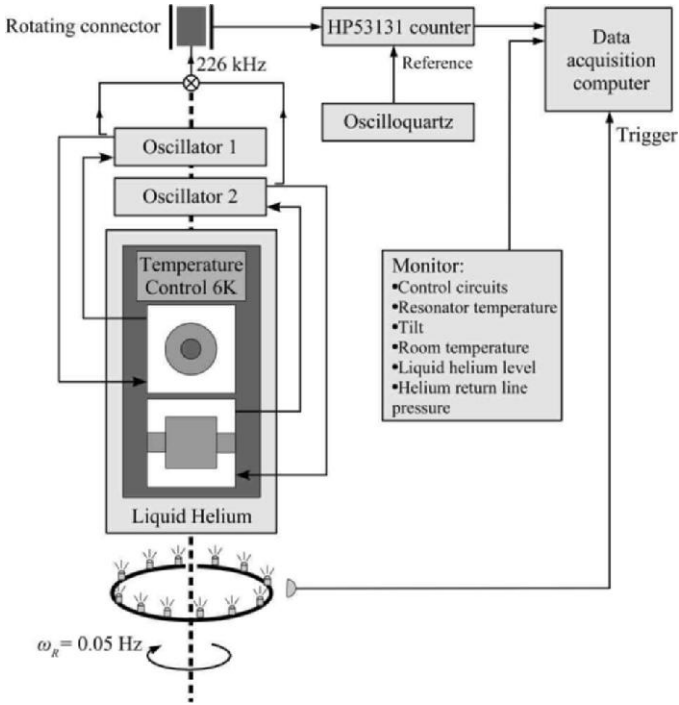 Rotating connector
HP53131 counter
Data
acquisition
computer
226 kHz
Reference
Oscilloquartz
Trigger
Oscillator 1
Oscillator 2
Temperature
Control 6K
Monitor:
•Control circuits
•Resonator temperature
•Tilt
•Room temperature
•Liquid helium level
•Helium return line
pressure
Liquid Helium
ωR= 0.05 Hz